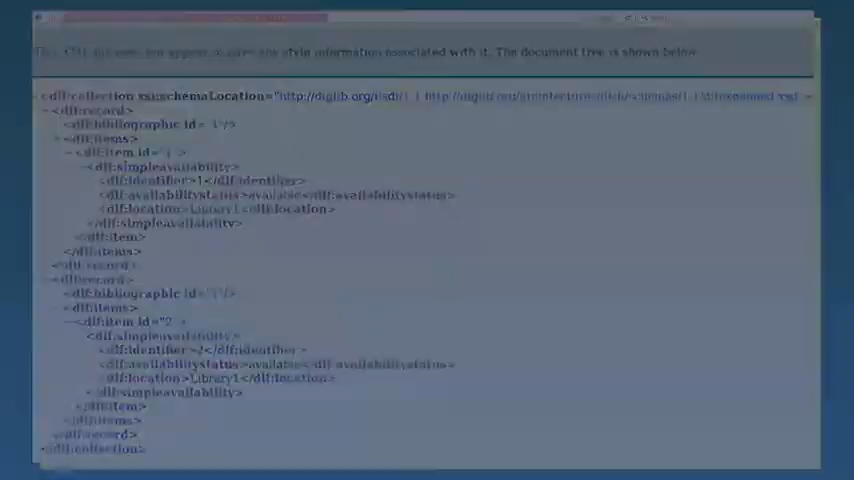 This XML file does not appear to have any style information associated with it. The document tree is shown below.
<dlf:collection xsi:schemaLocation="http://diglib.org/ilsdi/1.1
- <dlf:record>
<dlf:bibliographic id="1"/>
- <dlf:items>
- <dlf:item id="1">
- <dlf:simpleavailability>
<dlf:identifier>1</dlf:identifier>
<dlf:availabilitystatus>available</dlf:availabilitystatus>
<dlf:location>Library1</dlf:location>
</dlf:simpleavailability>
</dlf:item>
</dlf:items>
</dlf:record>
- <dlf:record>
<dlf:bibliographic id="1"/>
- <dlf:items>
- <dlf:item id="2">
- <dlf:simpleavailability>
<dlf:identifier>2</dlf:identifier>
<dlf:availabilitystatus>available</dlf:availabilitystatus>
<dlf:location>Library1</dlf:location>
</dlf:simpleavailability>
</dlf:item>
</dlf:items>
</dlf:record>
</dlf:collection>